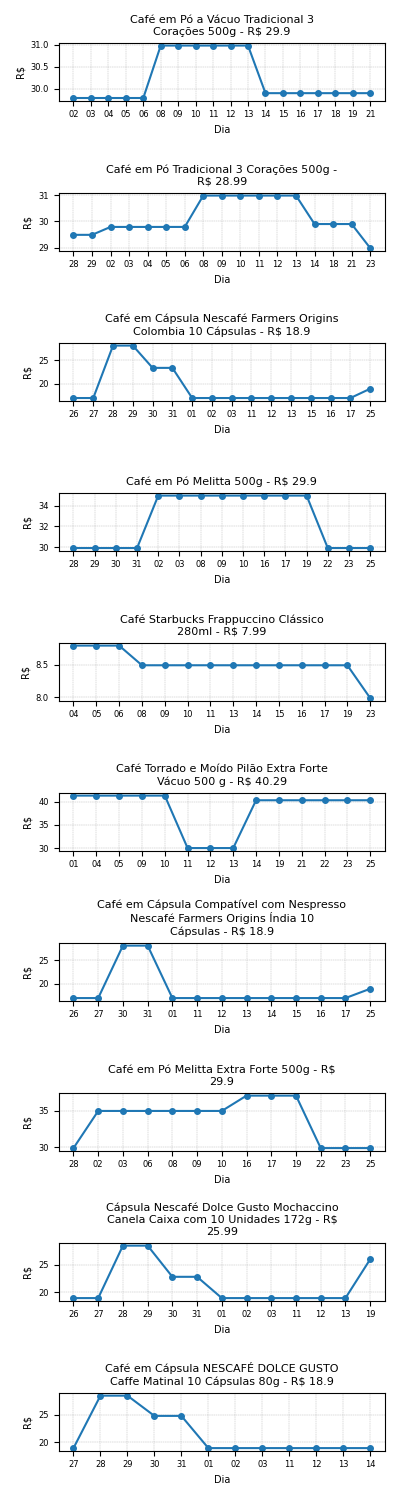 Café em Pó a Vácuo Tradicional 3
Corações 500g - R$ 29.9
31.0
30.5
30.0
R$
02 03 04 05 06 08 09 10 11 12 13 14 15 16 17 18 19 21
Dia
Café em Pó Tradicional 3 Corações 500g -
R$ 28.99
31
30
29
R$
28 29 02 03 04 05 06 08 09 10 11 12 13 14 18 21 23
Dia
Café em Cápsula Nescafé Farmers Origins
Colombia 10 Cápsulas - R$ 18.9
25
20
R$
26 27 28 29 30 31 01 02 03 11 12 13 15 16 17 25
Dia
Café em Pó Melitta 500g - R$ 29.9
34
32
30
R$
28 29 30 31 02 03 08 09 10 16 17 19 22 23 25
Dia
Café Starbucks Frappuccino Clássico
280ml - R$ 7.99
8.5
8.0
R$
04 05 06 08 09 10 11 12 13 14 15 16 17 19 23
Dia
Café Torrado e Moído Pilão Extra Forte
Vácuo 500 g - R$ 40.29
40
35
30
R$
01 04 05 09 10 11 12 13 14 19 21 22 23 25
Dia
Café em Cápsula Compatível com Nespresso
Nescafé Farmers Origins Índia 10
Cápsulas - R$ 18.9
25
20
R$
26 27 30 31 01 11 12 13 14 15 16 17 25
Dia
Café em Pó Melitta Extra Forte 500g - R$
29.9
35
30
R$
28 02 03 06 08 09 10 16 17 19 22 23 25
Dia
Cápsula Nescafé Dolce Gusto Mochaccino
Canela Caixa com 10 Unidades 172g - R$
25.99
25
20
R$
26 27 28 29 30 31 01 02 03 11 12 13 19
Dia
Café em Cápsula NESCAFÉ DOLCE GUSTO
Caffe Matinal 10 Cápsulas 80g - R$ 18.9
25
20
R$
27 28 29 30 31 01 02 03 11 12 13 14
Dia